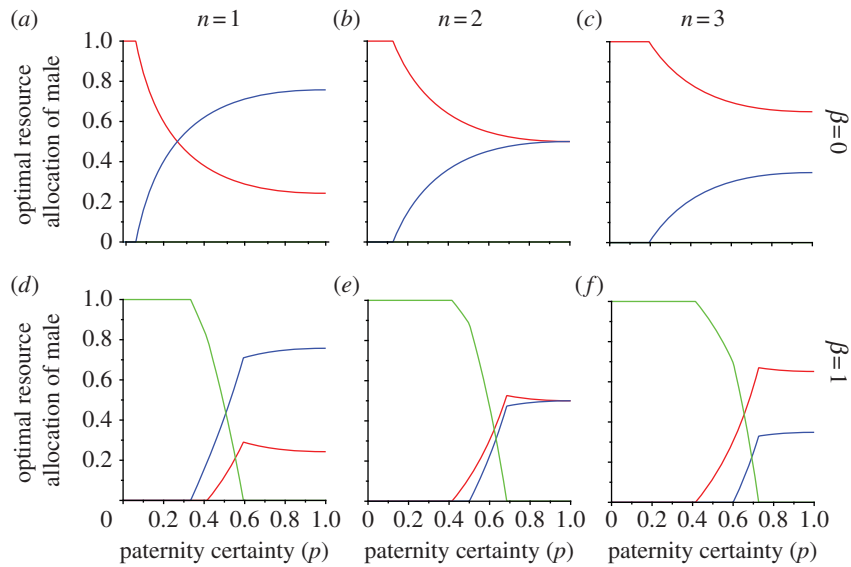 (a) n=1 (b) n=2 (c) n=3
optimal resource
allocation of male
1.0
0.8
0.6
0.4
0.2
0
β=0
(d) (e) (f)
optimal resource
allocation of male
1.0
0.8
0.6
0.4
0.2
β=1
0 0.2 0.4 0.6 0.8 1.0 0 0.2 0.4 0.6 0.8 1.0 0 0.2 0.4 0.6 0.8 1.0
paternity certainty (p) paternity certainty (p) paternity certainty (p)